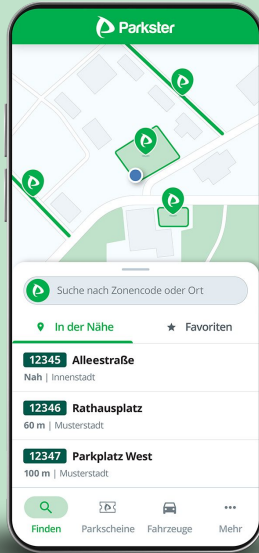 Parkster
Suche nach Zonencode oder Ort
In der Nähe
Favoriten
12345 Alleestraße
Nah | Innenstadt
12346 Rathausplatz
60 m | Musterstadt
12347 Parkplatz West
100 m | Musterstadt
Finden
Parkscheine
Fahrzeuge
Mehr